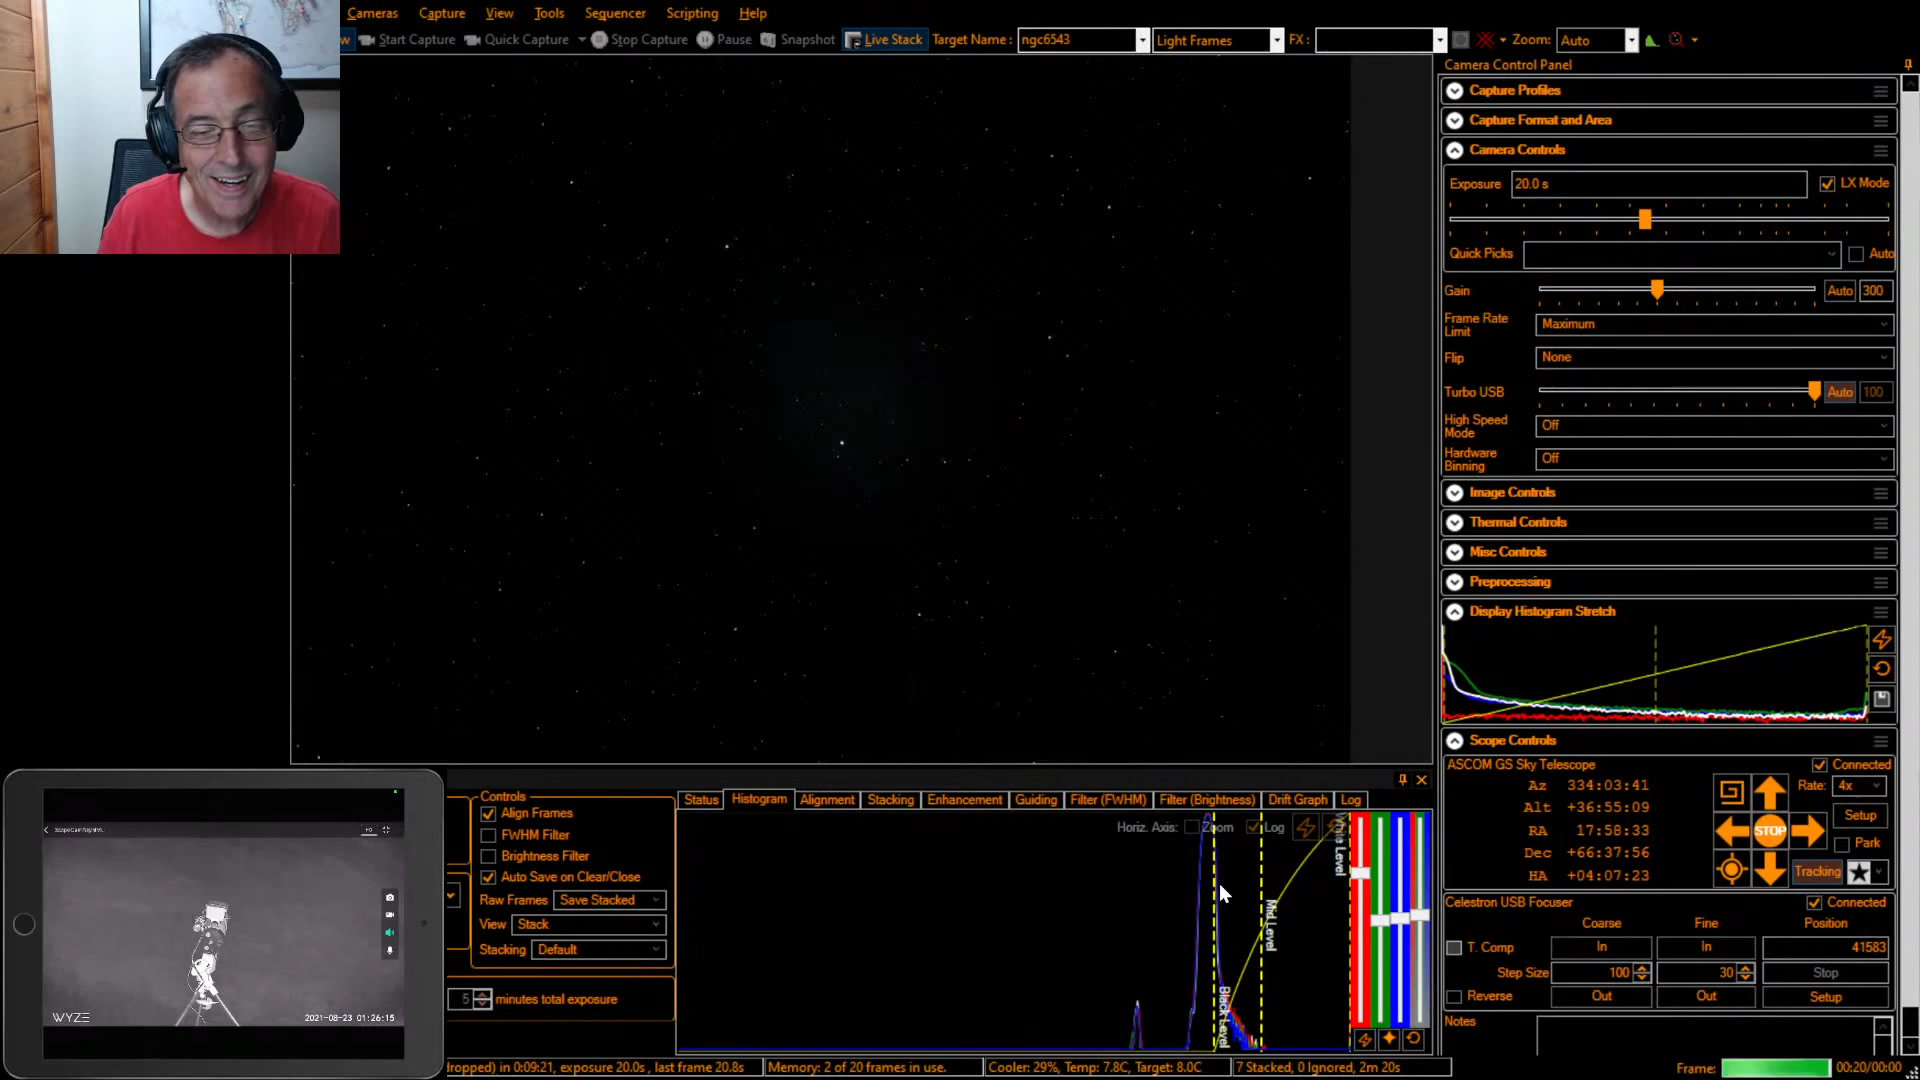 Cameras Capture View Tools Sequencer Scripting Help
w Start Capture Quick Capture Stop Capture Pause Snapshot Live Stack Target Name : ngc6543 Light Frames FX : Zoom: Auto
Camera Control Panel
Capture Profiles
Capture Format and Area
Camera Controls
Exposure 20.0 s LX Mode
Quick Picks Auto
Gain Auto 300
Frame Rate Limit Maximum
Flip None
Turbo USB Auto 100
High Speed Mode Off
Hardware Binning Off
Image Controls
Thermal Controls
Misc Controls
Preprocessing
Display Histogram Stretch
Scope Controls
ASCOM GS Sky Telescope Connected
Az 334:03:41 Rate: 4x
Alt +36:55:09
RA 17:58:33 Setup
Dec +66:37:56 STOP Park
HA +04:07:23 Tracking
Celestron USB Focuser Connected
Coarse Fine Position
T. Comp In In 41583
Step Size 100 30 Stop
Reverse Out Out Setup
Notes
Frame: 00:20/00:00
Controls
Align Frames
FWHM Filter
Brightness Filter
Auto Save on Clear/Close
Raw Frames Save Stacked
View Stack
Stacking Default
5 minutes total exposure
Status Histogram Alignment Stacking Enhancement Guiding Filter (FWHM) Filter (Brightness) Drift Graph Log
Horiz. Axis: Zoom Log
White Level
Mid Level
Black Level
ropped) in 0:09:21, exposure 20.0s , last frame 20.8s Memory: 2 of 20 frames in use. Cooler: 29%, Temp: 7.8C, Target: 8.0C 7 Stacked, 0 Ignored, 2m 20s
WYZE 2021-08-23 01:26:15